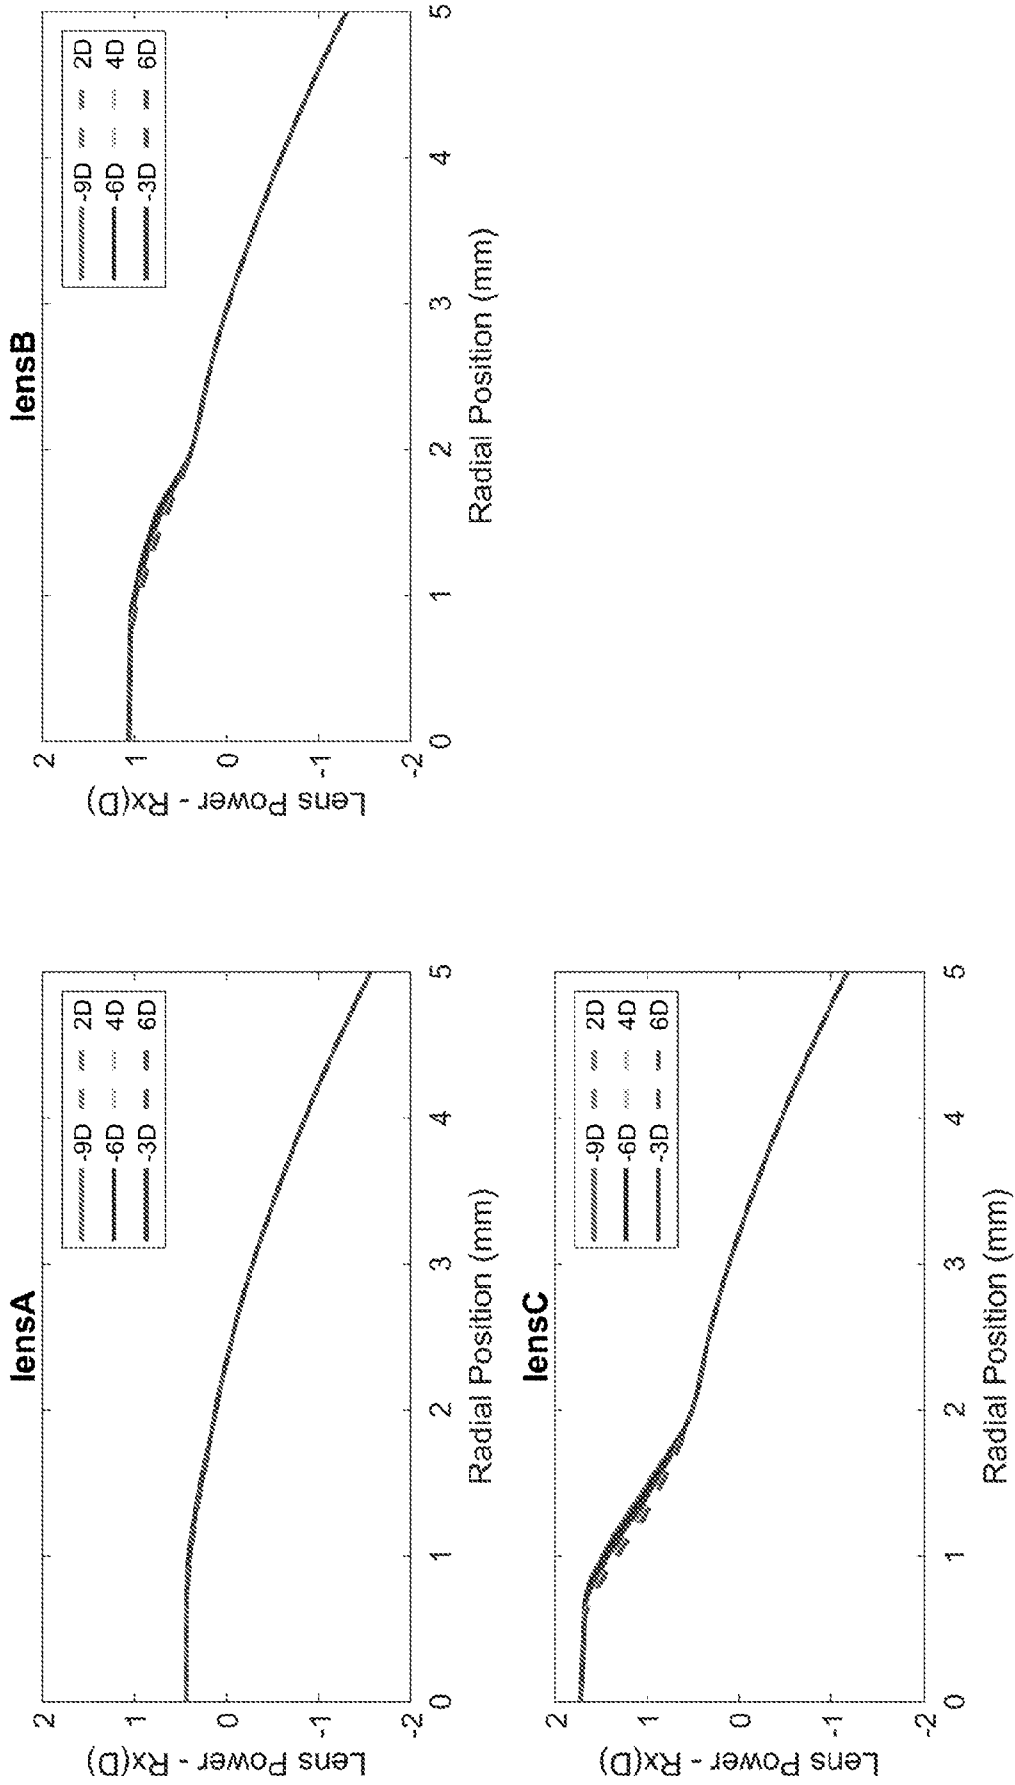 lensA
2
1
0
-1
-2
Lens Power - Rx(D)
0 1 2 3 4 5
Radial Position (mm)
-9D 2D
-6D 4D
-3D 6D
lensB
2
1
0
-1
-2
Lens Power - Rx(D)
0 1 2 3 4 5
Radial Position (mm)
-9D 2D
-6D 4D
-3D 6D
lensC
2
1
0
-1
-2
Lens Power - Rx(D)
0 1 2 3 4 5
Radial Position (mm)
-9D 2D
-6D 4D
-3D 6D